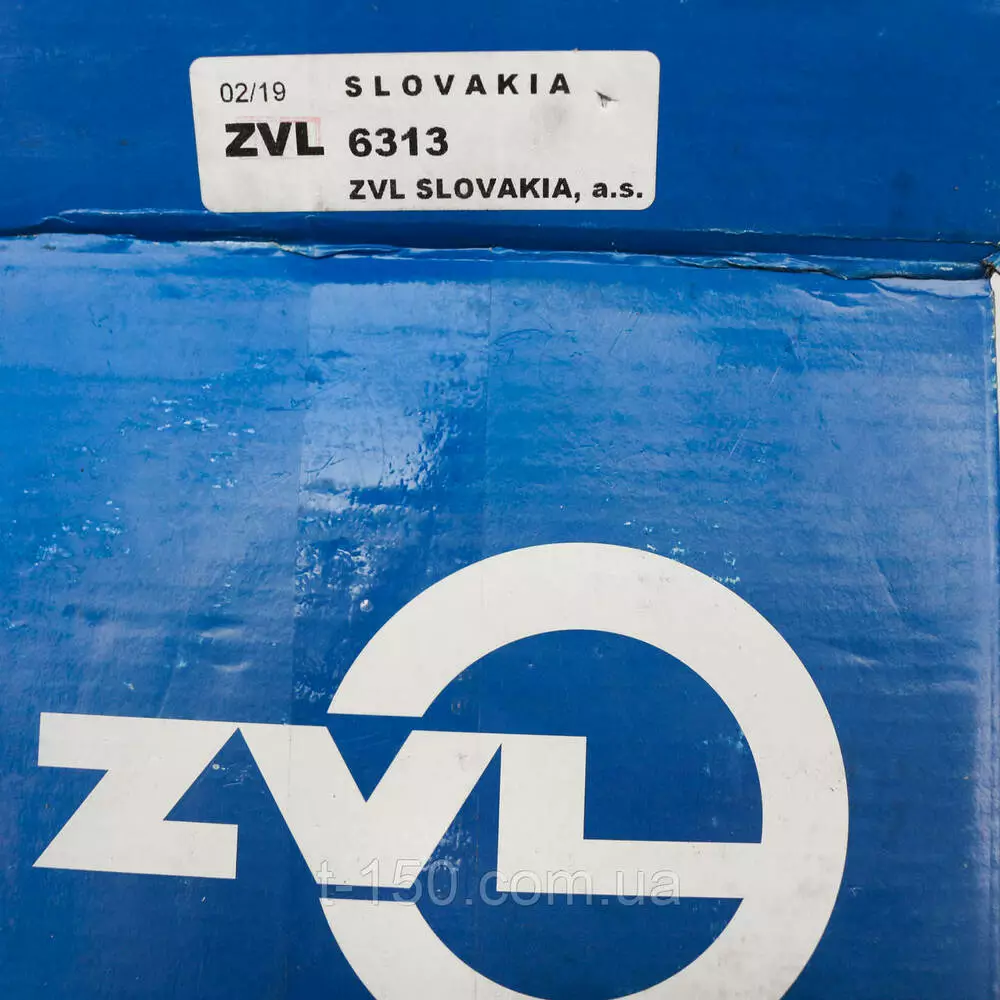 02/19 SLOVAKIA
ZVL 6313
ZVL SLOVAKIA, a.s.
ZVL
t-150.com.ua